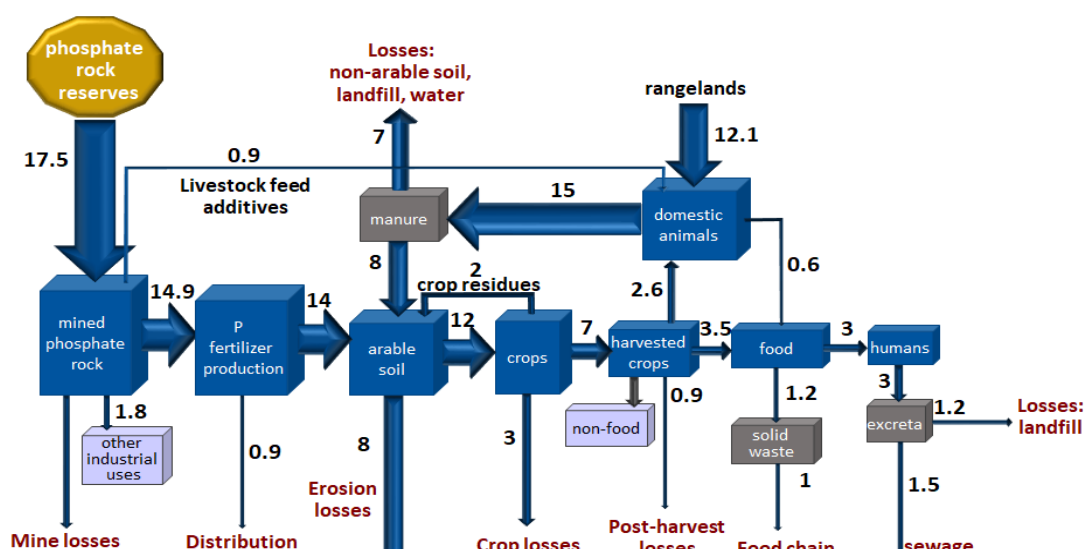 phosphate
rock
reserves
Losses:
non-arable soil,
landfill, water
rangelands
17.5
7
12.1
0.9
Livestock feed
additives
15
manure
domestic
animals
8
2
crop residues
2.6
0.6
14.9
14
12
7
3.5
3
mined
phosphate
rock
P
fertilizer
production
arable
soil
crops
harvested
crops
food
humans
1.8
other
industrial
uses
0.9
8
3
non-food
0.9
1.2
solid
waste
1
3
excreta
1.2
Losses:
landfill
1.5
Erosion
losses
Mine losses
Distribution
Crop losses
Post-harvest
losses
Food chain
sewage